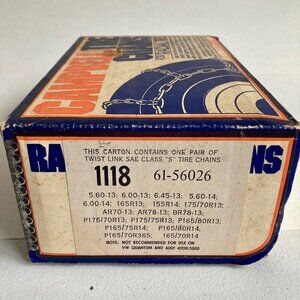 CAMPBELL
THIS CARTON CONTAINS ONE PAIR OF
TWIST LINK SAE CLASS "S" TIRE CHAINS
1118 61-56026
5.60-13; 6.00-13; 6.45-13; 5.60-14;
6.00-14; 165R13; 155R14; 175/70R13;
AR70-13; AR78-13; BR78-13;
P175/70R13; P175/75R13; P165/80R13;
P165/75R14; P165/80R14;
P165/70R365; 165/70R14
NOTE: NOT RECOMMENDED FOR USE ON
VW QUANTUM AND AUDI 4000/5000